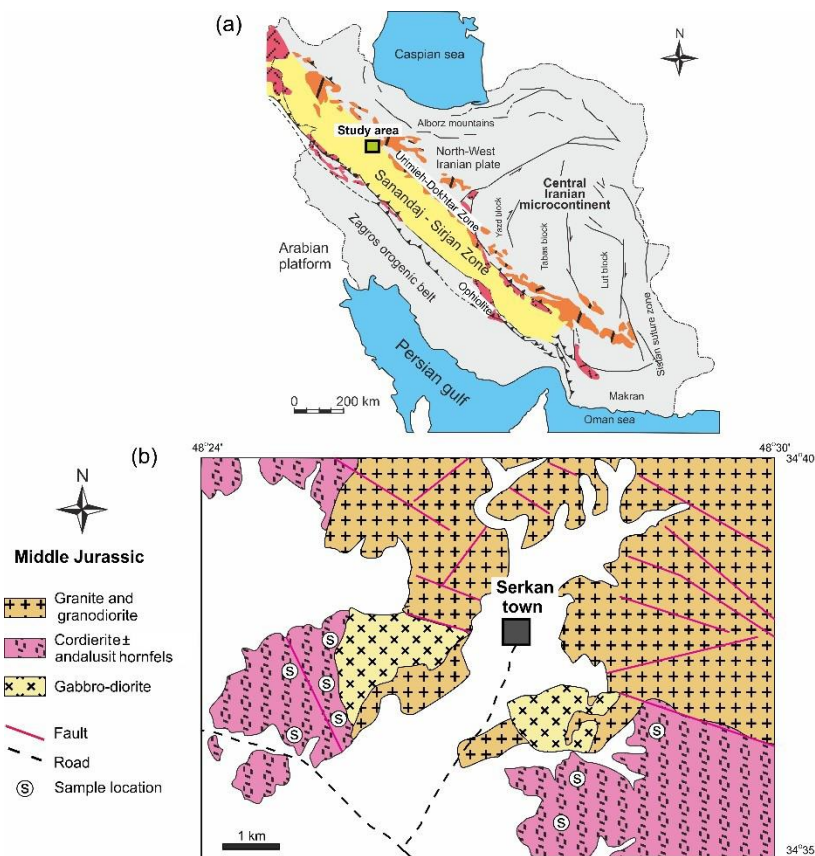 (a)
N
Caspian sea
Alborz mountains
Study area
North-West
Iranian plate
Urimieh-Dokhtar Zone
Central
Iranian
microcontinent
Sanandaj - Sirjan Zone
Yazd block
Tabas block
Lut block
Arabian
platform
Zagros orogenic belt
Ophiolite
Sistan suture zone
Persian gulf
Makran
0 200 km
Oman sea
48°24'
48°30'
(b)
34°40
N
Middle Jurassic
Granite and
granodiorite
Cordierite±
andalusit hornfels
Gabbro-diorite
Fault
Road
S Sample location
Serkan
town
S
S
S
S
S
S
S
S
1 km
34°35